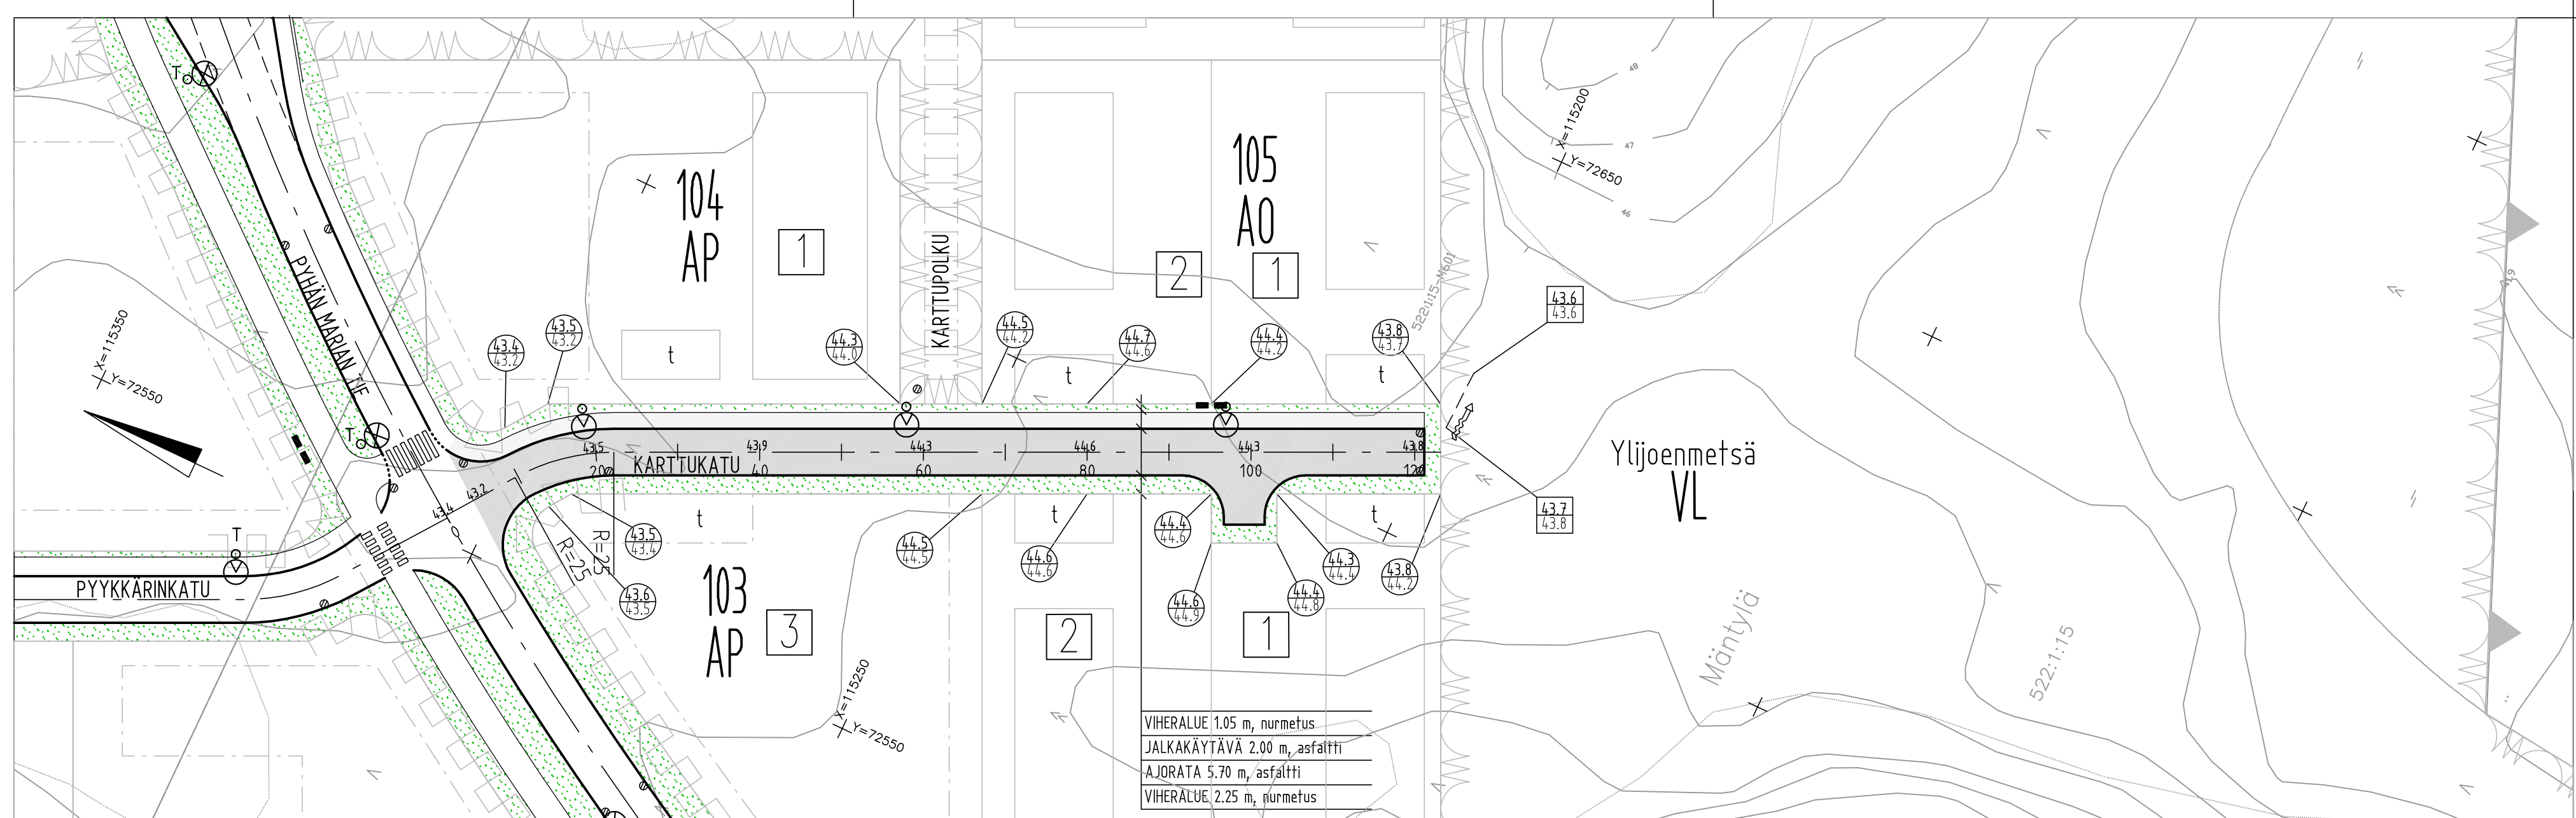 T
48
X=115200
47
Y=72650
46
105
AO
104
AP
1
2
1
KARTTUPOLKU
522:1:15-M601
PYHÄN MARIAN TIE
X=115350
Y=72550
43.6
43.6
43.4
43.2
43.5
43.2
44.3
44.0
44.5
44.2
44.7
44.6
44.4
44.2
43.8
43.7
t
t
t
T
43.5
43.9
44.3
44.6
44.3
43.8
20
KARTTUKATU
40
60
80
100
120
43.2
43.4
Ylijoenmetsä
VL
43.7
43.8
t
t
t
T
R=25
R=25
43.5
43.4
44.5
44.5
44.6
44.6
44.4
44.6
44.3
44.4
43.8
44.2
43.6
43.5
44.6
44.9
44.4
44.8
PYYKKÄRINKATU
103
AP
3
2
1
Mäntylä
522:1:15
X=115250
Y=72550
VIHERALUE 1.05 m, nurmetus
JALKAKÄYTÄVÄ 2.00 m, asfaltti
AJORATA 5.70 m, asfaltti
VIHERALUE 2.25 m, nurmetus